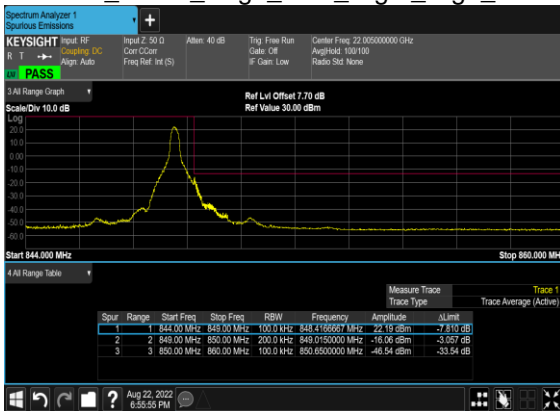 Spectrum Analyzer 1
Spurious Emissions
KEYSIGHT Input: RF Input Z: 50 Ω Atten: 40 dB Trig: Free Run Center Freq: 22.005000000 GHz
R T Coupling: DC Corr CCorr Gate: Off Avg|Hold: 100/100
Align: Auto Freq Ref: Int (S) IF Gain: Low Radio Std: None
PASS
3 All Range Graph
Ref Lvl Offset 7.70 dB
Scale/Div 10.0 dB Ref Value 30.00 dBm
Log
20.0
10.0
0.00
-10.0
-20.0
-30.0
-40.0
-50.0
-60.0
Start 844.000 MHz Stop 860.000 MH
4 All Range Table
Measure Trace Trace 1
Trace Type Trace Average (Active)
Spur Range Start Freq Stop Freq RBW Frequency Amplitude ΔLimit
1 1 844.00 MHz 849.00 MHz 100.0 kHz 848.4166667 MHz 22.19 dBm -7.810 dB
2 2 849.00 MHz 850.00 MHz 200.0 kHz 849.0150000 MHz -16.06 dBm -3.057 dB
3 3 850.00 MHz 860.00 MHz 100.0 kHz 850.6500000 MHz -46.54 dBm -33.54 dB
Aug 22, 2022
6:55:55 PM